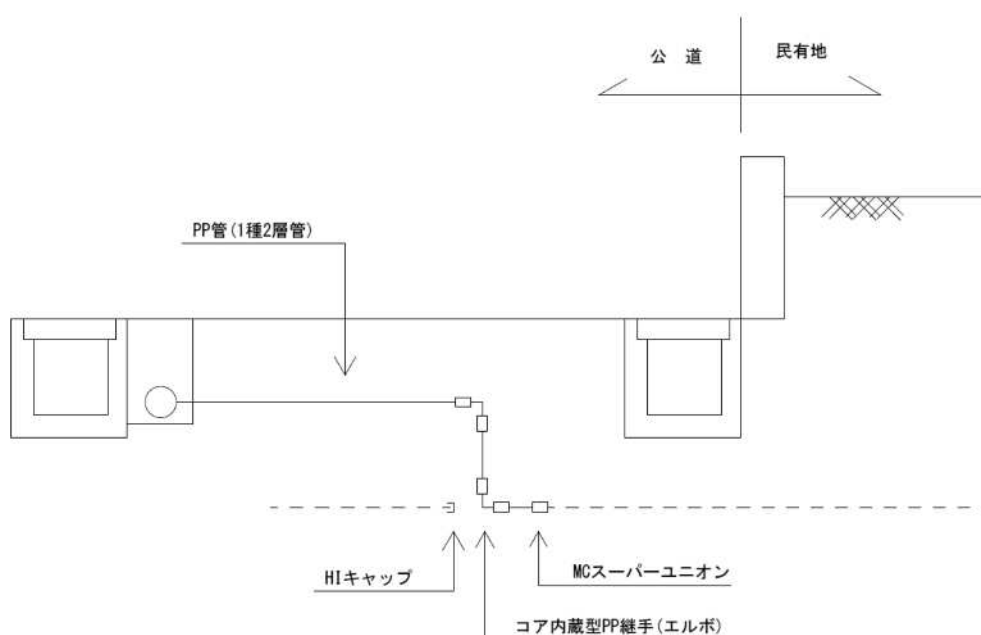 公　道
民有地
PP管(1種2層管)
HIキャップ
MCスーパーユニオン
コア内蔵型PP継手(エルボ)